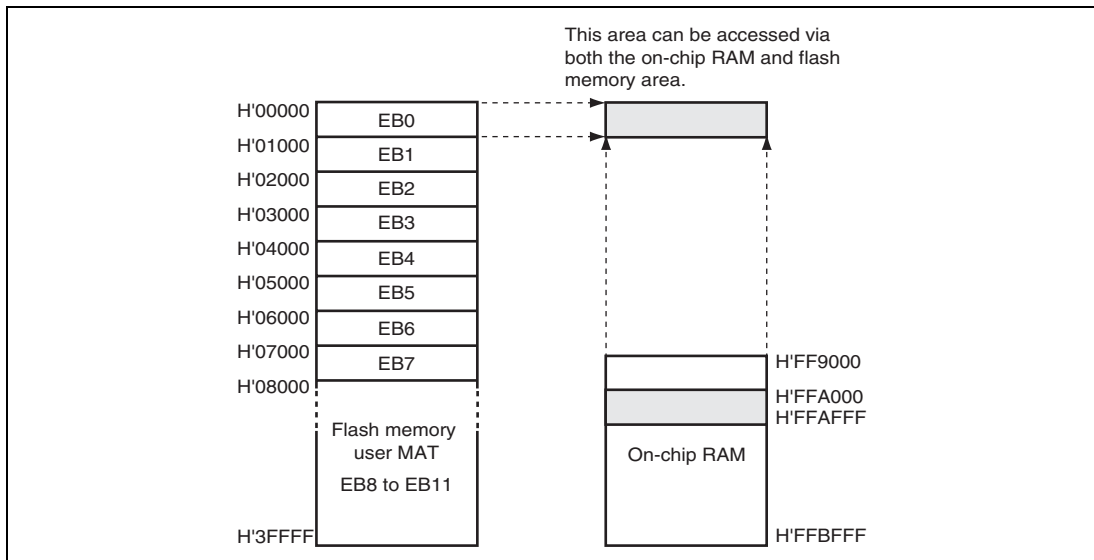 This area can be accessed via
both the on-chip RAM and flash
memory area.
H'00000
EB0
H'01000
EB1
H'02000
EB2
H'03000
EB3
H'04000
EB4
H'05000
EB5
H'06000
EB6
H'07000
EB7
H'08000
Flash memory
user MAT
EB8 to EB11
H'3FFFF
H'FF9000
H'FFA000
H'FFAFFF
On-chip RAM
H'FFBFFF